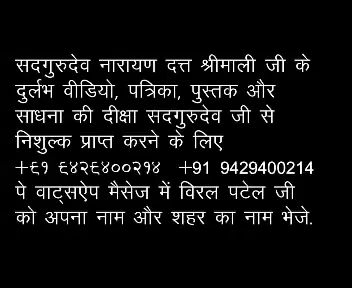 सदगुरुदेव नारायण दत्त श्रीमाली जी के
दुर्लभ वीडियो, पत्रिका, पुस्तक और
साधना की दीक्षा सदगुरुदेव जी से
निशुल्क प्राप्त करने के लिए
+९१ ९४२९४००२१४ +91 9429400214
पे वाट्सऐप मैसेज में विरल पटेल जी
को अपना नाम और शहर का नाम भेजे.